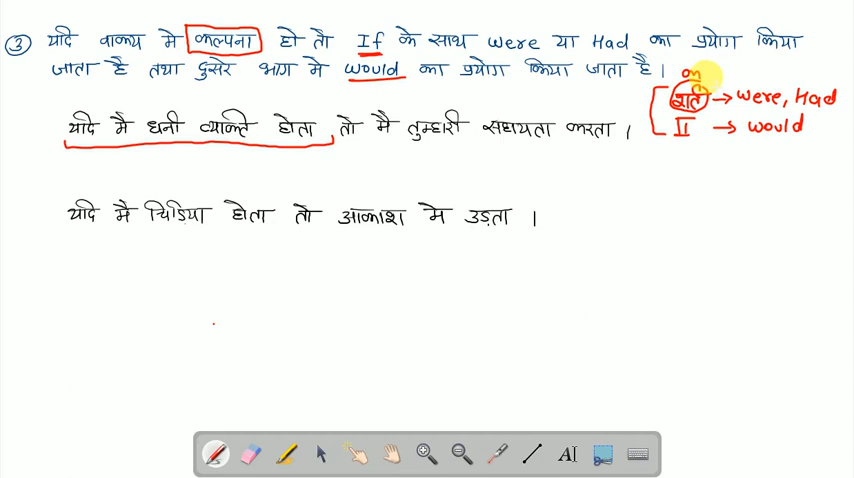 ③ यदि वाक्य मे कल्पना हो तो If के साथ were या Had का प्रयोग किया
जाता है तथा दुसरे भाग मे would का प्रयोग किया जाता है।
शर्त → were, Had
II → would
यदि मै धनी व्यक्ति होता तो मै तुम्हारी सहायता करता।
यदि मै चिडिया होता तो आकाश मे उड़ता।